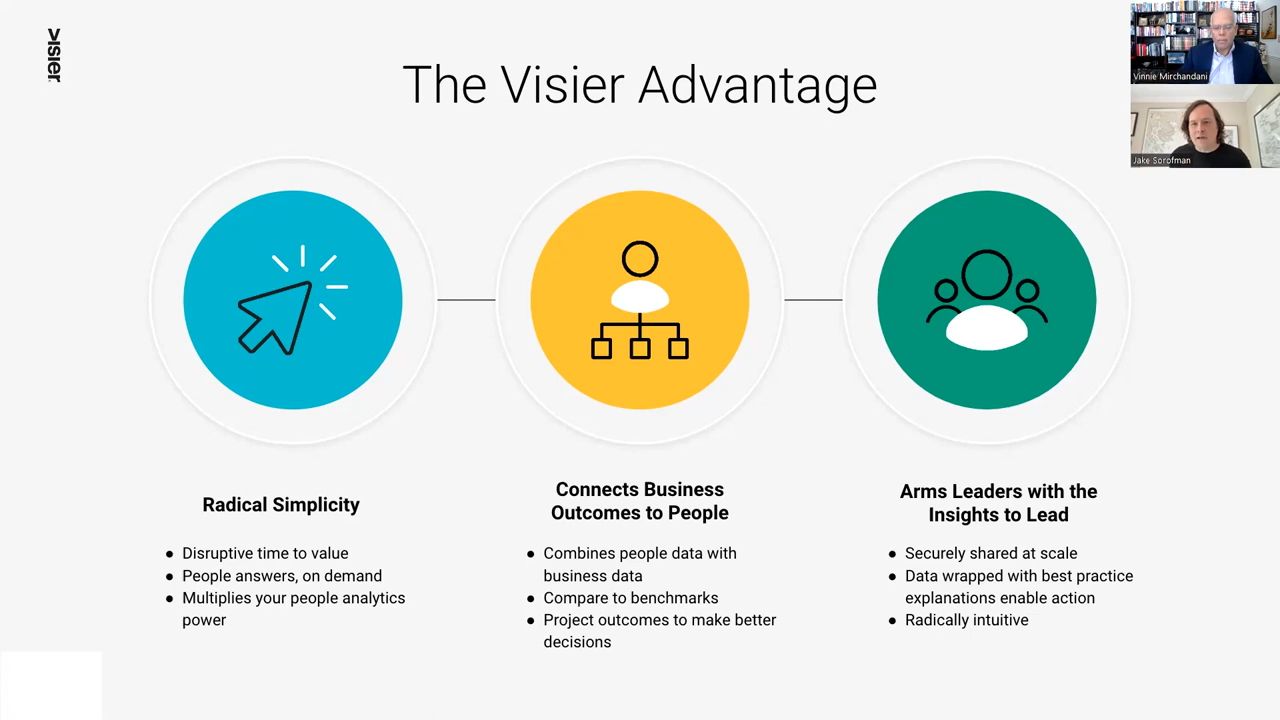 VISIER
The Visier Advantage
Vinnie Mirchandani
Jake Sorofman
Radical Simplicity
● Disruptive time to value
● People answers, on demand
● Multiplies your people analytics
power
Connects Business
Outcomes to People
● Combines people data with
business data
● Compare to benchmarks
● Project outcomes to make better
decisions
Arms Leaders with the
Insights to Lead
● Securely shared at scale
● Data wrapped with best practice
explanations enable action
● Radically intuitive